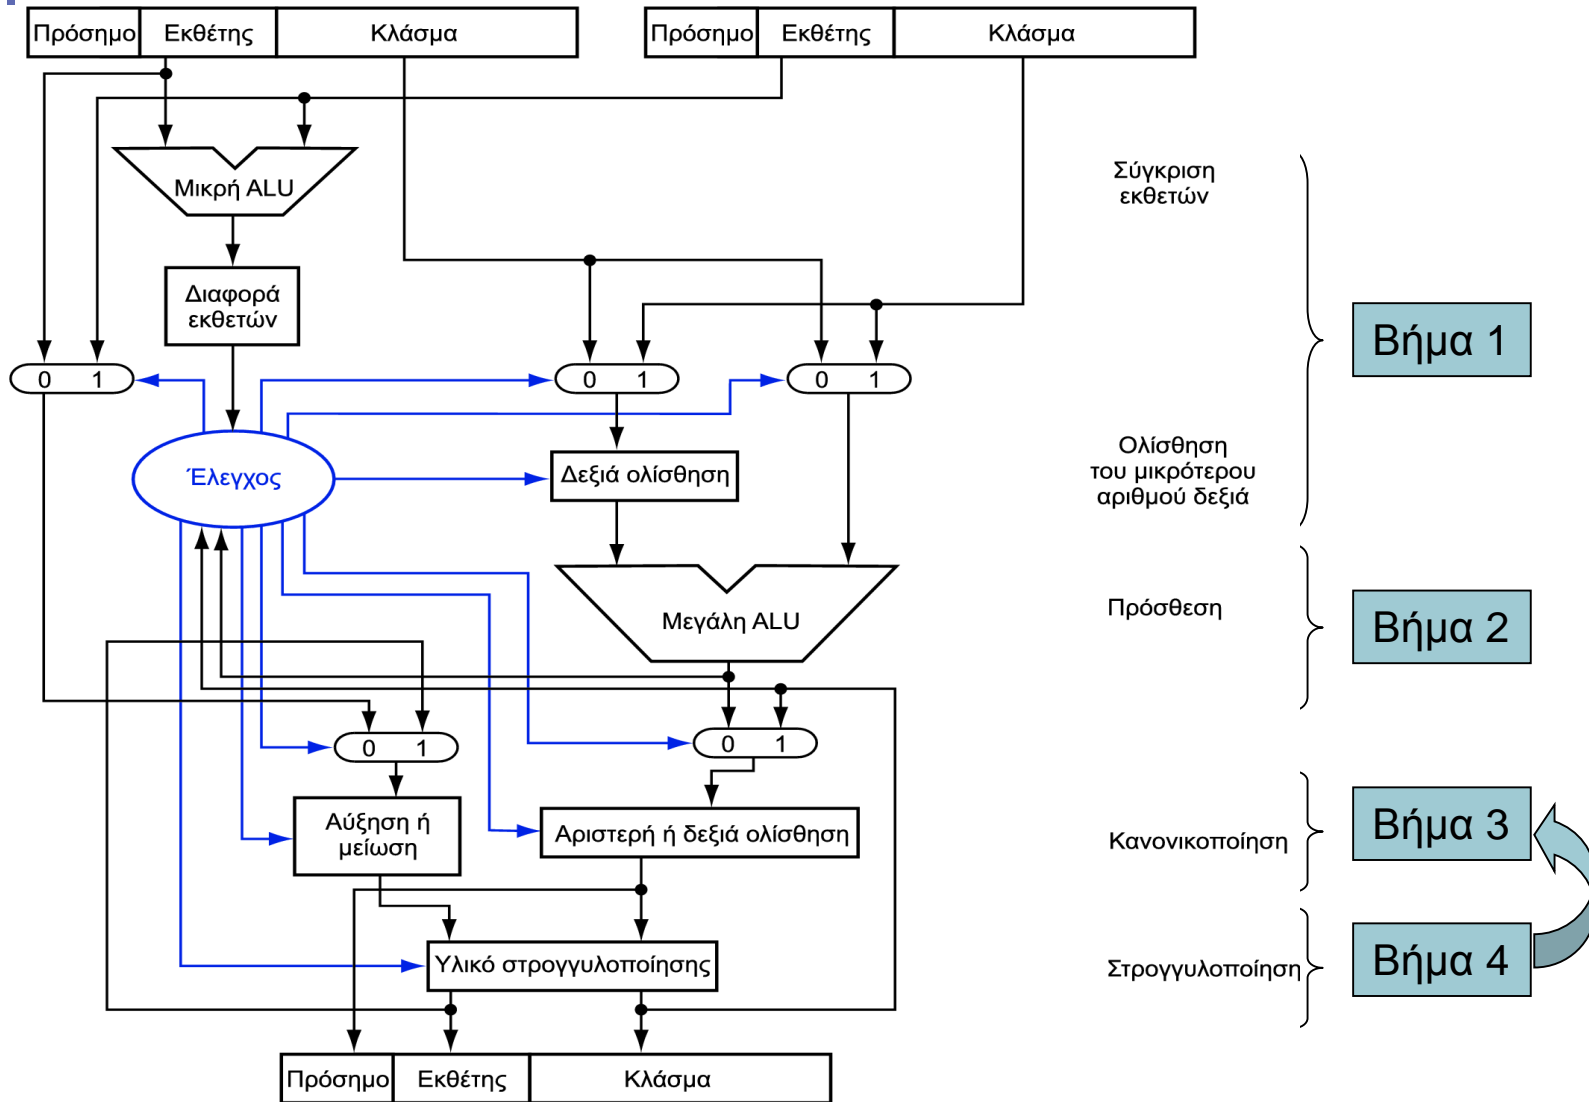 Πρόσημο Εκθέτης Κλάσμα
Πρόσημο Εκθέτης Κλάσμα
Μικρή ALU
Σύγκριση
εκθετών
Διαφορά
εκθετών
Βήμα 1
0 1
0 1
0 1
Έλεγχος
Δεξιά ολίσθηση
Ολίσθηση
του μικρότερου
αριθμού δεξιά
Μεγάλη ALU
Πρόσθεση
Βήμα 2
0 1
0 1
Αύξηση ή
μείωση
Αριστερή ή δεξιά ολίσθηση
Κανονικοποίηση
Βήμα 3
Υλικό στρογγυλοποίησης
Στρογγυλοποίηση
Βήμα 4
Πρόσημο Εκθέτης Κλάσμα